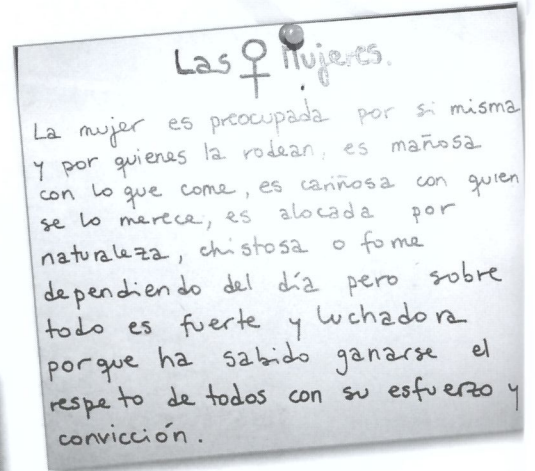 Las Mujeres.
La mujer es preocupada por si misma
y por quienes la rodean, es mañosa
con lo que come, es cariñosa con quien
se lo merece, es alocada por
naturaleza, chistosa o fome
dependiendo del día pero sobre
todo es fuerte y luchadora
porque ha sabido ganarse el
respeto de todos con su esfuerzo y
convicción.